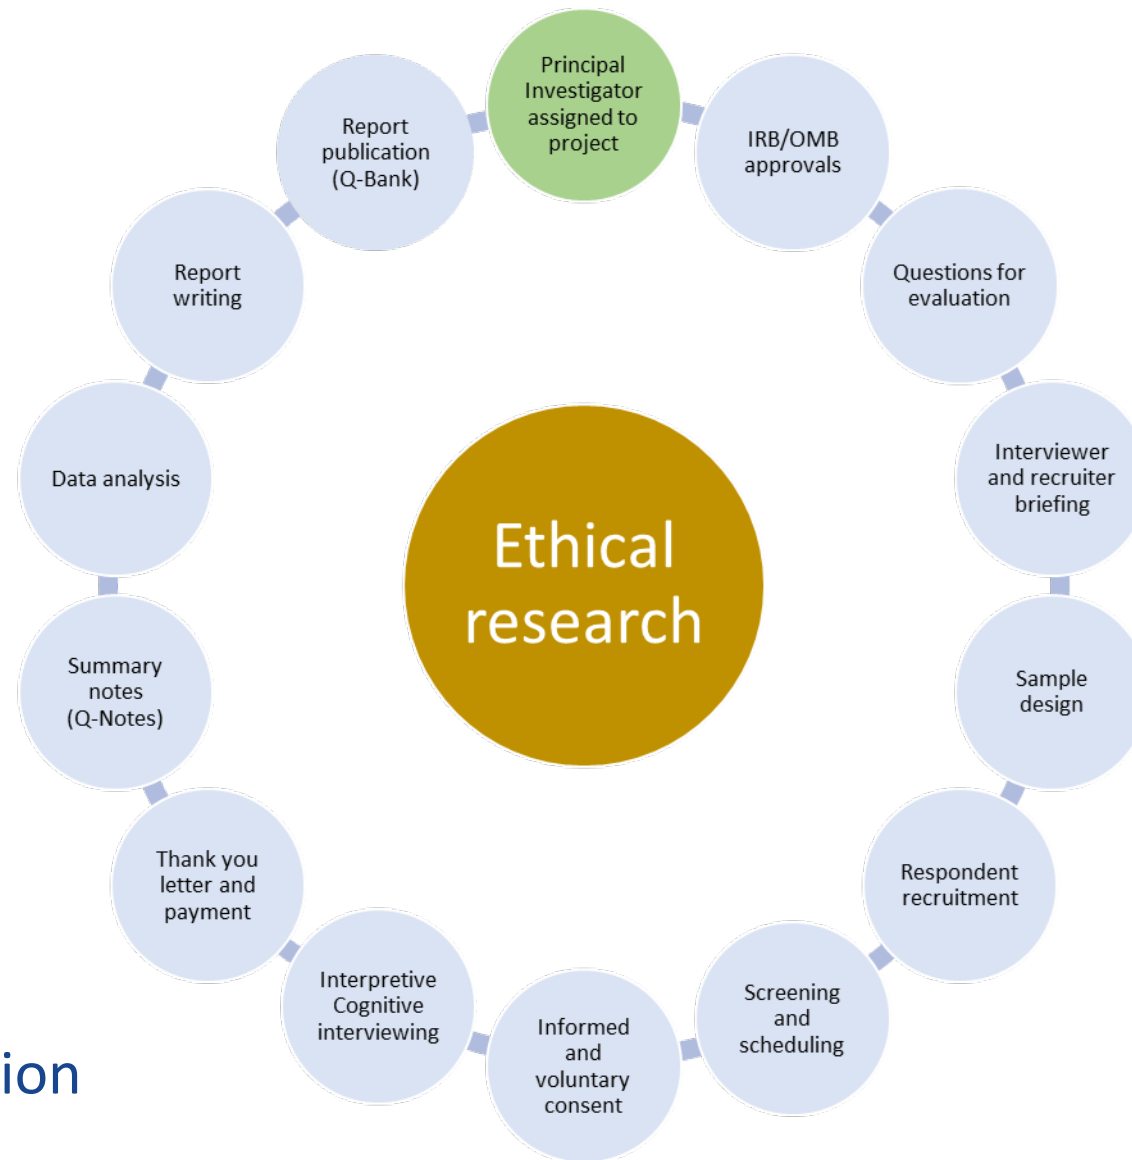 Principal
Investigator
assigned to
project
IRB/OMB
approvals
Questions for
evaluation
Interviewer
and recruiter
briefing
Sample
design
Respondent
recruitment
Screening
and
scheduling
Informed
and
voluntary
consent
Interpretive
Cognitive
interviewing
Thank you
letter and
payment
Summary
notes
(Q-Notes)
Data analysis
Report
writing
Report
publication
(Q-Bank)
Ethical
research
ion